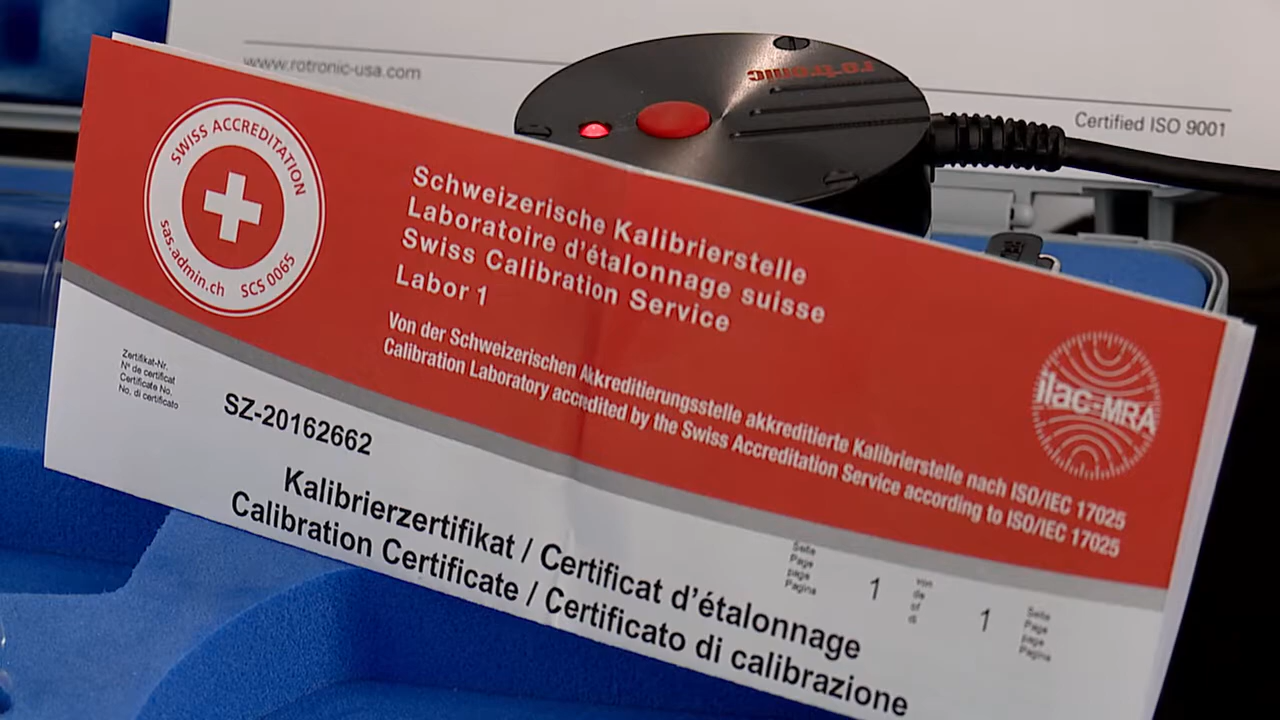 www.rotronic-usa.com
rotronic
Certified ISO 9001
SWISS ACCREDITATION
sas.admin.ch SCS 0065
Schweizerische Kalibrierstelle
Laboratoire d'étalonnage suisse
Swiss Calibration Service
Labor 1
Von der Schweizerischen Akkreditierungsstelle akkreditierte Kalibrierstelle nach ISO/IEC 17025
Calibration Laboratory accredited by the Swiss Accreditation Service according to ISO/IEC 17025
ilac-MRA
Zertifikat-Nr.
N° de certificat
Certificate No.
No. di certificato
SZ-20162662
Kalibrierzertifikat / Certificat d'étalonnage
Calibration Certificate / Certificato di calibrazione
Seite
Page
page
Pagina
1
von
de
of
di
1
Seite
Page
page
Pagina